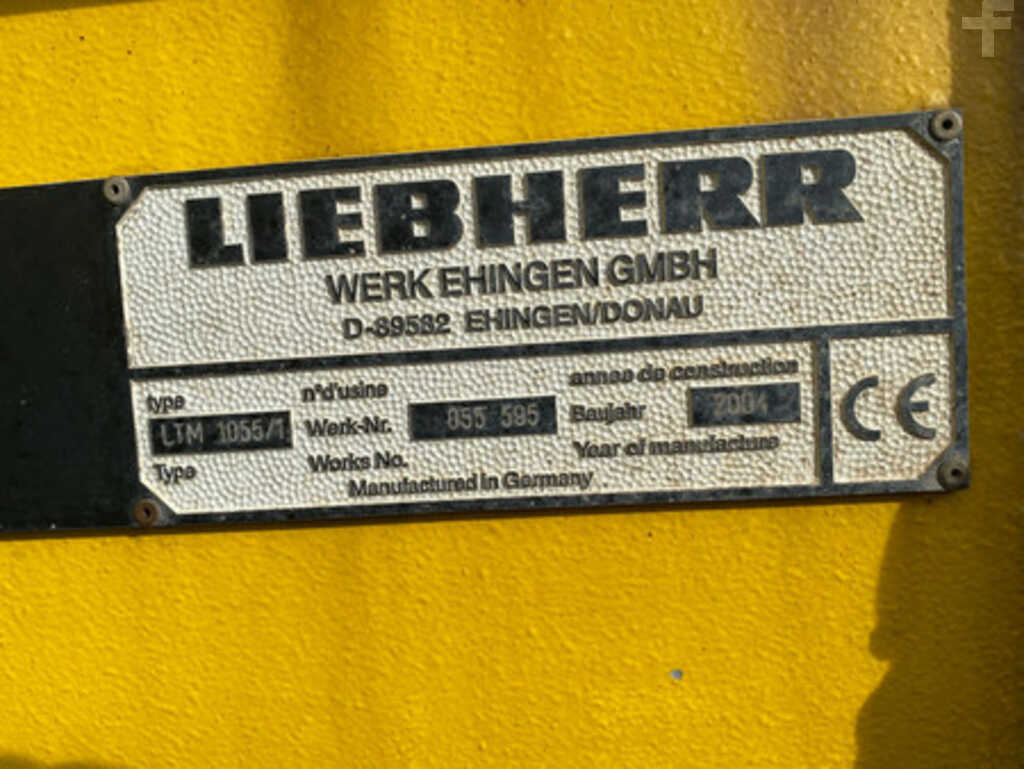 LIEBHERR
WERK EHINGEN GMBH
D-89582 EHINGEN/DONAU
type
LTM 1055/1
Type
n°d'usine
Werk-Nr. 055 595
Works No.
annee de construction
Baujahr 2004
Year of manufacture
Manufactured in Germany
CE